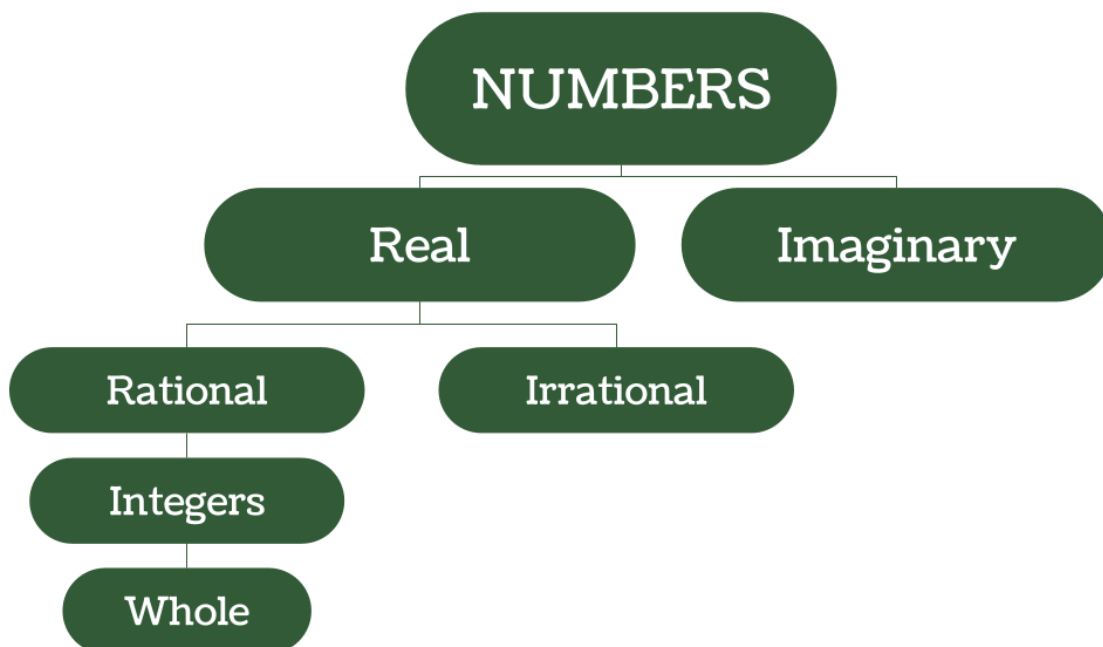 NUMBERS
Real
Imaginary
Rational
Irrational
Integers
Whole